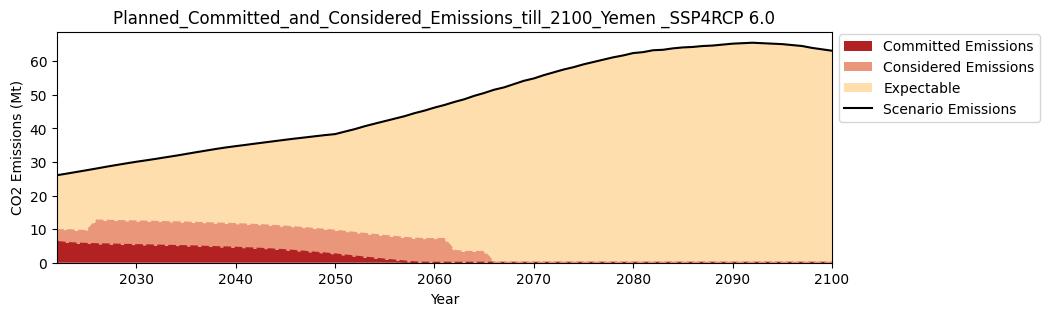 Planned_Committed_and_Considered_Emissions_till_2100_Yemen _SSP4RCP 6.0
CO2 Emissions (Mt)
60
50
40
30
20
10
0
2030 2040 2050 2060 2070 2080 2090 2100
Year
Committed Emissions
Considered Emissions
Expectable
Scenario Emissions